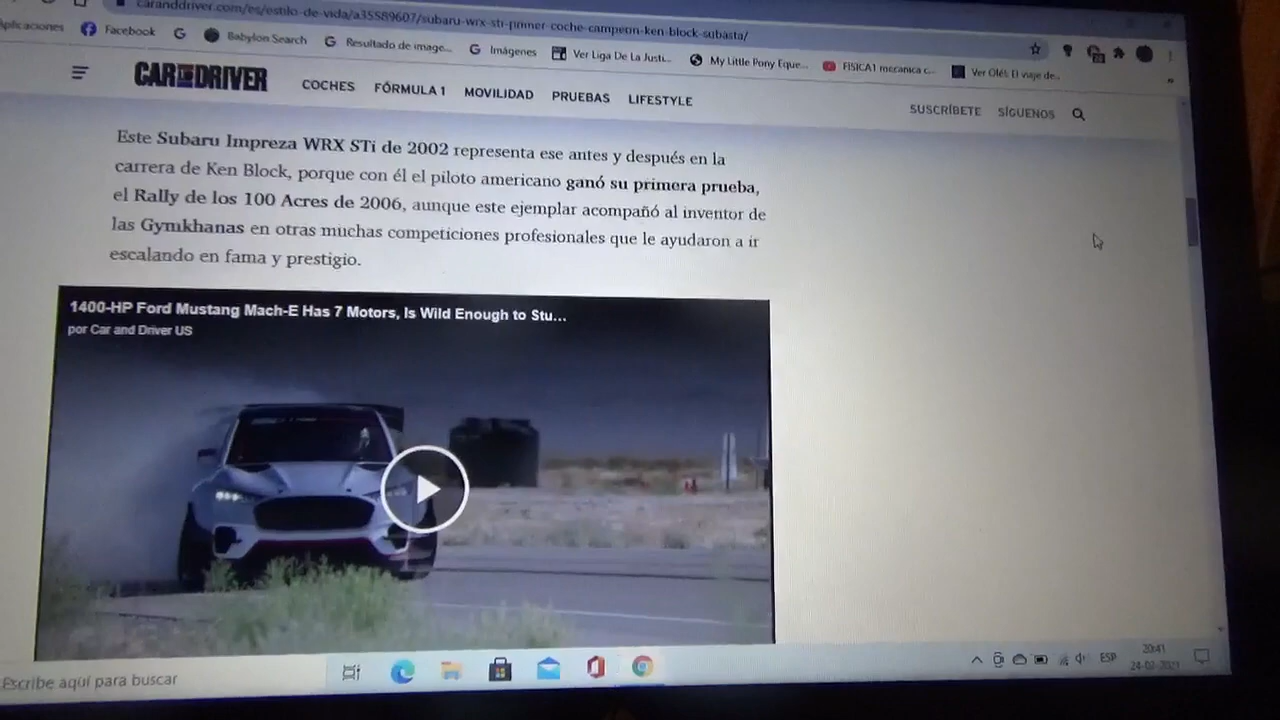 caranddriver.com/es/estilo-de-vida/a35589607/subaru-wrx-sti-primer-coche-campeon-ken-block-subasta/
Aplicaciones Facebook Babylon Search Resultado de image... Imágenes Ver Liga De La Justi... My Little Pony Eque... FISICA1 mecanica c... Ver Olé: El viaje de...
CAR AND DRIVER COCHES FÓRMULA 1 MOVILIDAD PRUEBAS LIFESTYLE SUSCRÍBETE SÍGUENOS
Este Subaru Impreza WRX STi de 2002 representa ese antes y después en la
carrera de Ken Block, porque con él el piloto americano ganó su primera prueba,
el Rally de los 100 Acres de 2006, aunque este ejemplar acompañó al inventor de
las Gymkhanas en otras muchas competiciones profesionales que le ayudaron a ir
escalando en fama y prestigio.
1400-HP Ford Mustang Mach-E Has 7 Motors, Is Wild Enough to Stu...
por Car and Driver US
Escribe aquí para buscar
ESP
20:41
24-02-2021